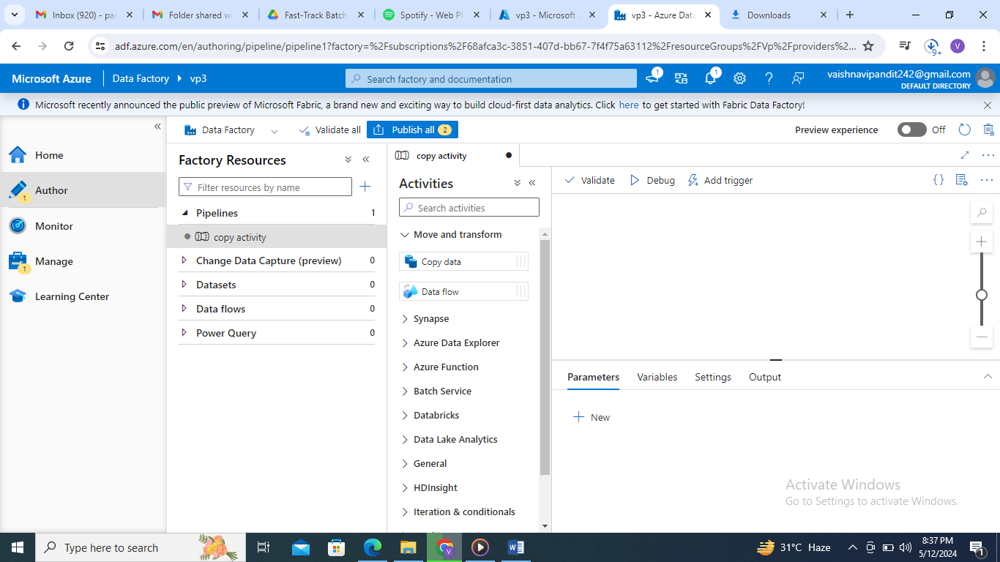 Inbox (920) - pa
Folder shared wi
Fast-Track Batch
Spotify - Web Pl
vp3 - Microsoft
vp3 - Azure Data
Downloads
adf.azure.com/en/authoring/pipeline/pipeline1?factory=%2Fsubscriptions%2F68afca3c-3851-407d-bb67-7f4f75a63112%2FresourceGroups%2FVp%2Fproviders%2...
9+
V
Microsoft Azure
Data Factory
vp3
Search factory and documentation
1
1
vaishnavipandit242@gmail.com
DEFAULT DIRECTORY
Microsoft recently announced the public preview of Microsoft Fabric, a brand new and exciting way to build cloud-first data analytics. Click here to get started with Fabric Data Factory!
Home
Author
1
Monitor
Manage
1
Learning Center
Data Factory
Validate all
Publish all 2
Preview experience
Off
Factory Resources
Filter resources by name
Pipelines 1
copy activity
Change Data Capture (preview) 0
Datasets 0
Data flows 0
Power Query 0
copy activity
Activities
Search activities
Move and transform
Copy data
Data flow
Synapse
Azure Data Explorer
Azure Function
Batch Service
Databricks
Data Lake Analytics
General
HDInsight
Iteration & conditionals
Validate
Debug
Add trigger
{}
Parameters
Variables
Settings
Output
New
Activate Windows
Go to Settings to activate Windows.
Type here to search
V
31°C Haze
8:37 PM
5/12/2024
1